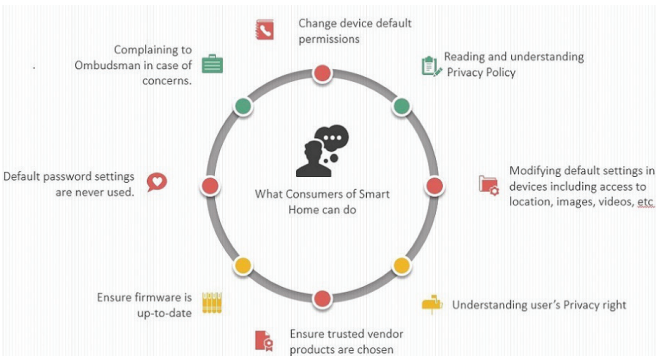 Change device default
permissions
Reading and understanding
Privacy Policy
Modifying default settings in
devices including access to
location, images, videos, etc
Understanding user's Privacy right
Ensure trusted vendor
products are chosen
Ensure firmware is
up-to-date
Default password settings
are never used.
Complaining to
Ombudsman in case of
concerns.
What Consumers of Smart
Home can do